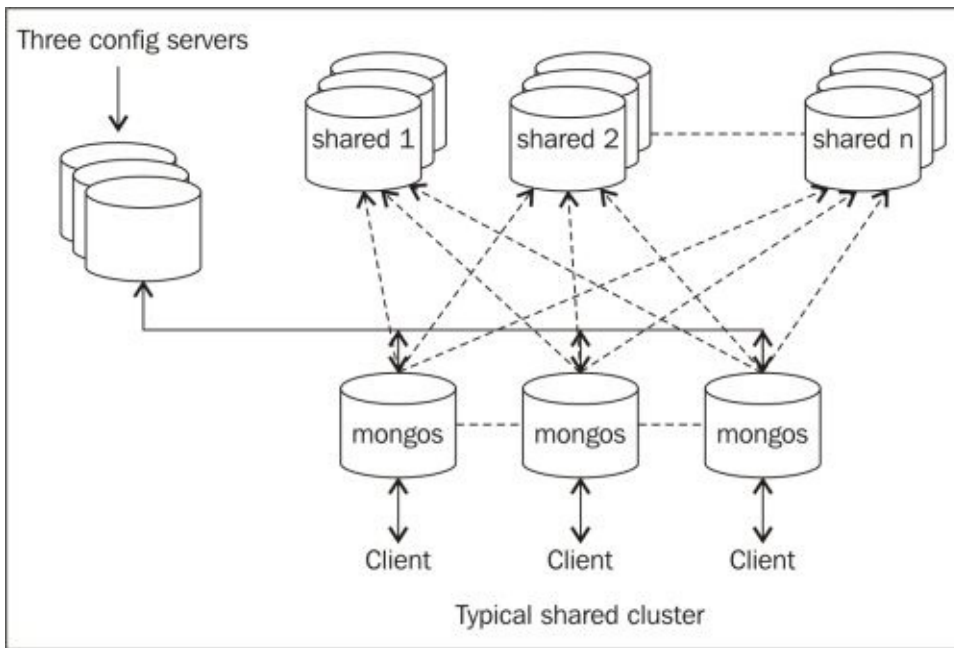 Three config servers
shared 1
shared 2
shared n
mongos
mongos
mongos
Client
Client
Client
Typical shared cluster